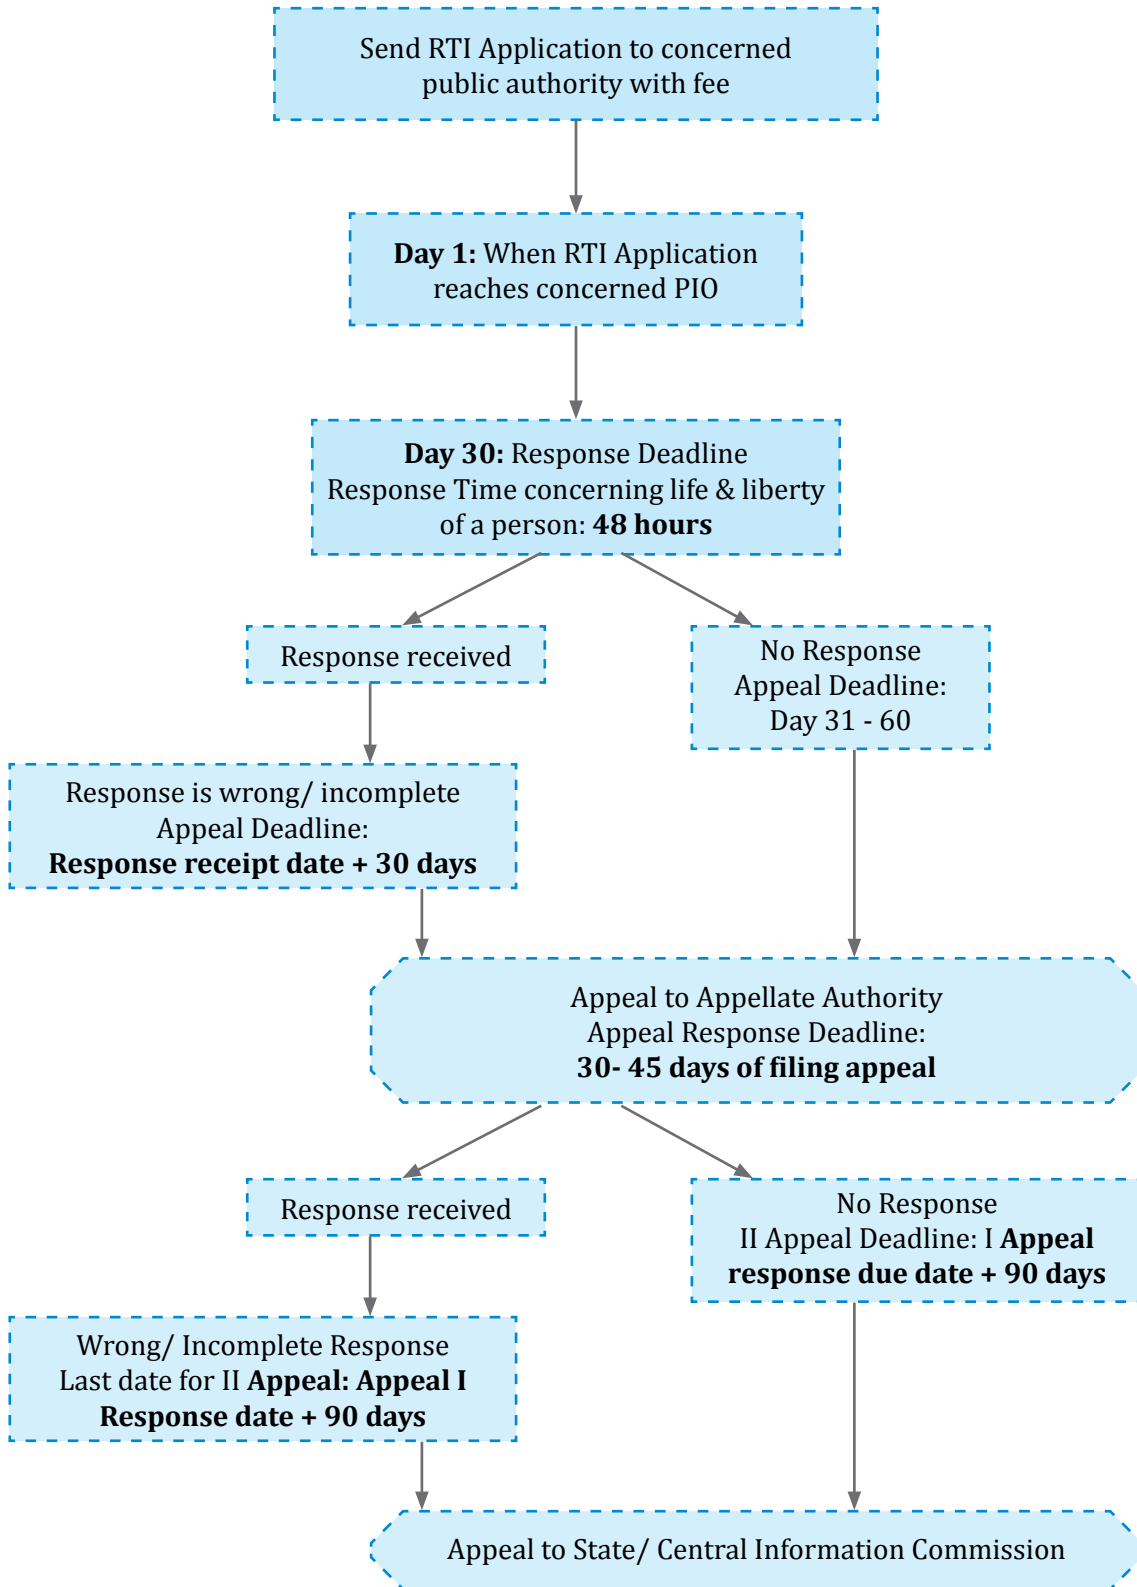 Send RTI Application to concerned
public authority with fee
Day 1: When RTI Application
reaches concerned PIO
Day 30: Response Deadline
Response Time concerning life & liberty
of a person: 48 hours
Response received
No Response
Appeal Deadline:
Day 31 - 60
Response is wrong/ incomplete
Appeal Deadline:
Response receipt date + 30 days
Appeal to Appellate Authority
Appeal Response Deadline:
30- 45 days of filing appeal
Response received
No Response
II Appeal Deadline: I Appeal
response due date + 90 days
Wrong/ Incomplete Response
Last date for II Appeal: Appeal I
Response date + 90 days
Appeal to State/ Central Information Commission